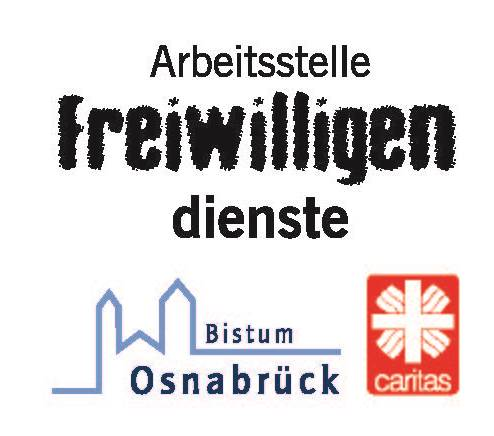 Arbeitsstelle
Freiwilligen
dienste
Bistum
Osnabrück
caritas